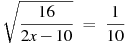 √(16/(2x − 10)) = 1/10